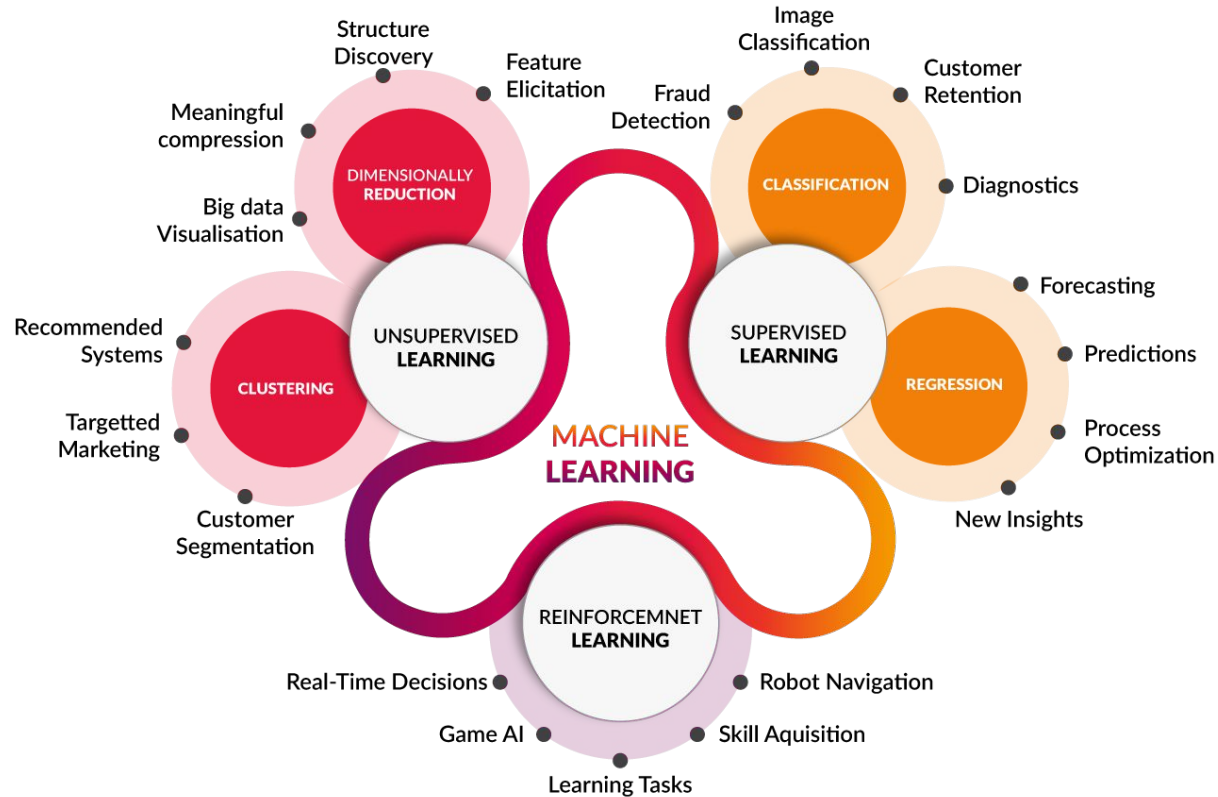 Structure
Discovery
Feature
Elicitation
Meaningful
compression
Big data
Visualisation
DIMENSIONALLY
REDUCTION
Recommended
Systems
Targetted
Marketing
Customer
Segmentation
CLUSTERING
UNSUPERVISED
LEARNING
Image
Classification
Fraud
Detection
Customer
Retention
Diagnostics
CLASSIFICATION
SUPERVISED
LEARNING
Forecasting
Predictions
Process
Optimization
New Insights
REGRESSION
MACHINE
LEARNING
REINFORCEMNET
LEARNING
Real-Time Decisions
Game AI
Learning Tasks
Skill Aquisition
Robot Navigation